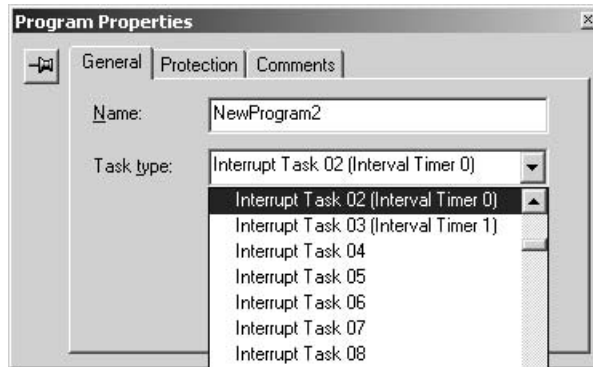 Program Properties
General Protection Comments
Name: NewProgram2
Task type: Interrupt Task 02 (Interval Timer 0)
Interrupt Task 02 (Interval Timer 0)
Interrupt Task 03 (Interval Timer 1)
Interrupt Task 04
Interrupt Task 05
Interrupt Task 06
Interrupt Task 07
Interrupt Task 08